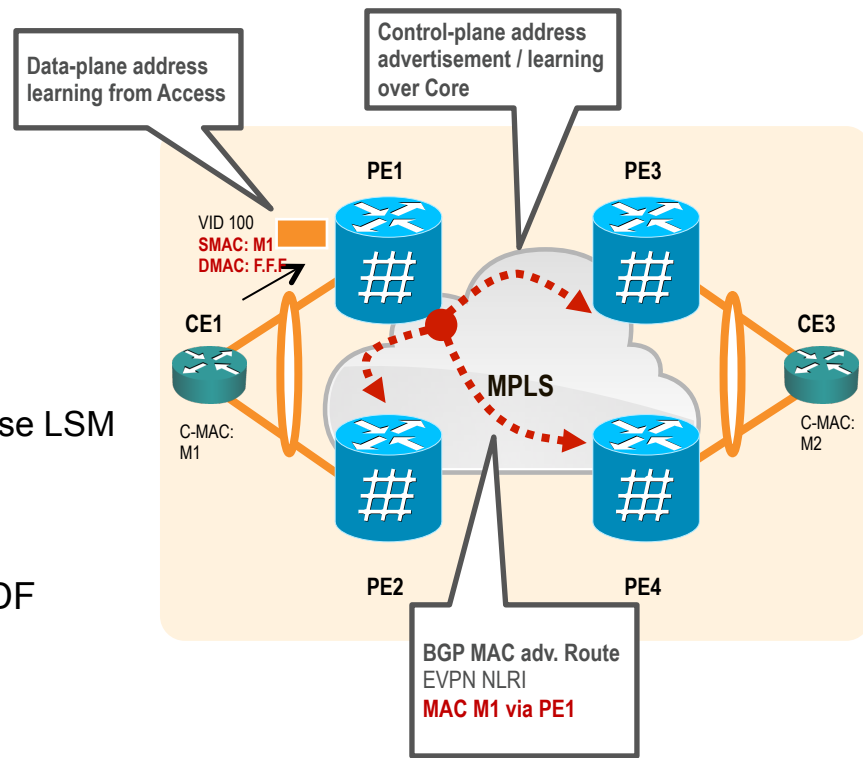 Data-plane address
learning from Access
Control-plane address
advertisement / learning
over Core
PE1
PE3
VID 100
SMAC: M1
DMAC: F.F.F
CE1
CE3
MPLS
C-MAC:
M1
C-MAC:
M2
se LSM
DF
PE2
PE4
BGP MAC adv. Route
EVPN NLRI
MAC M1 via PE1